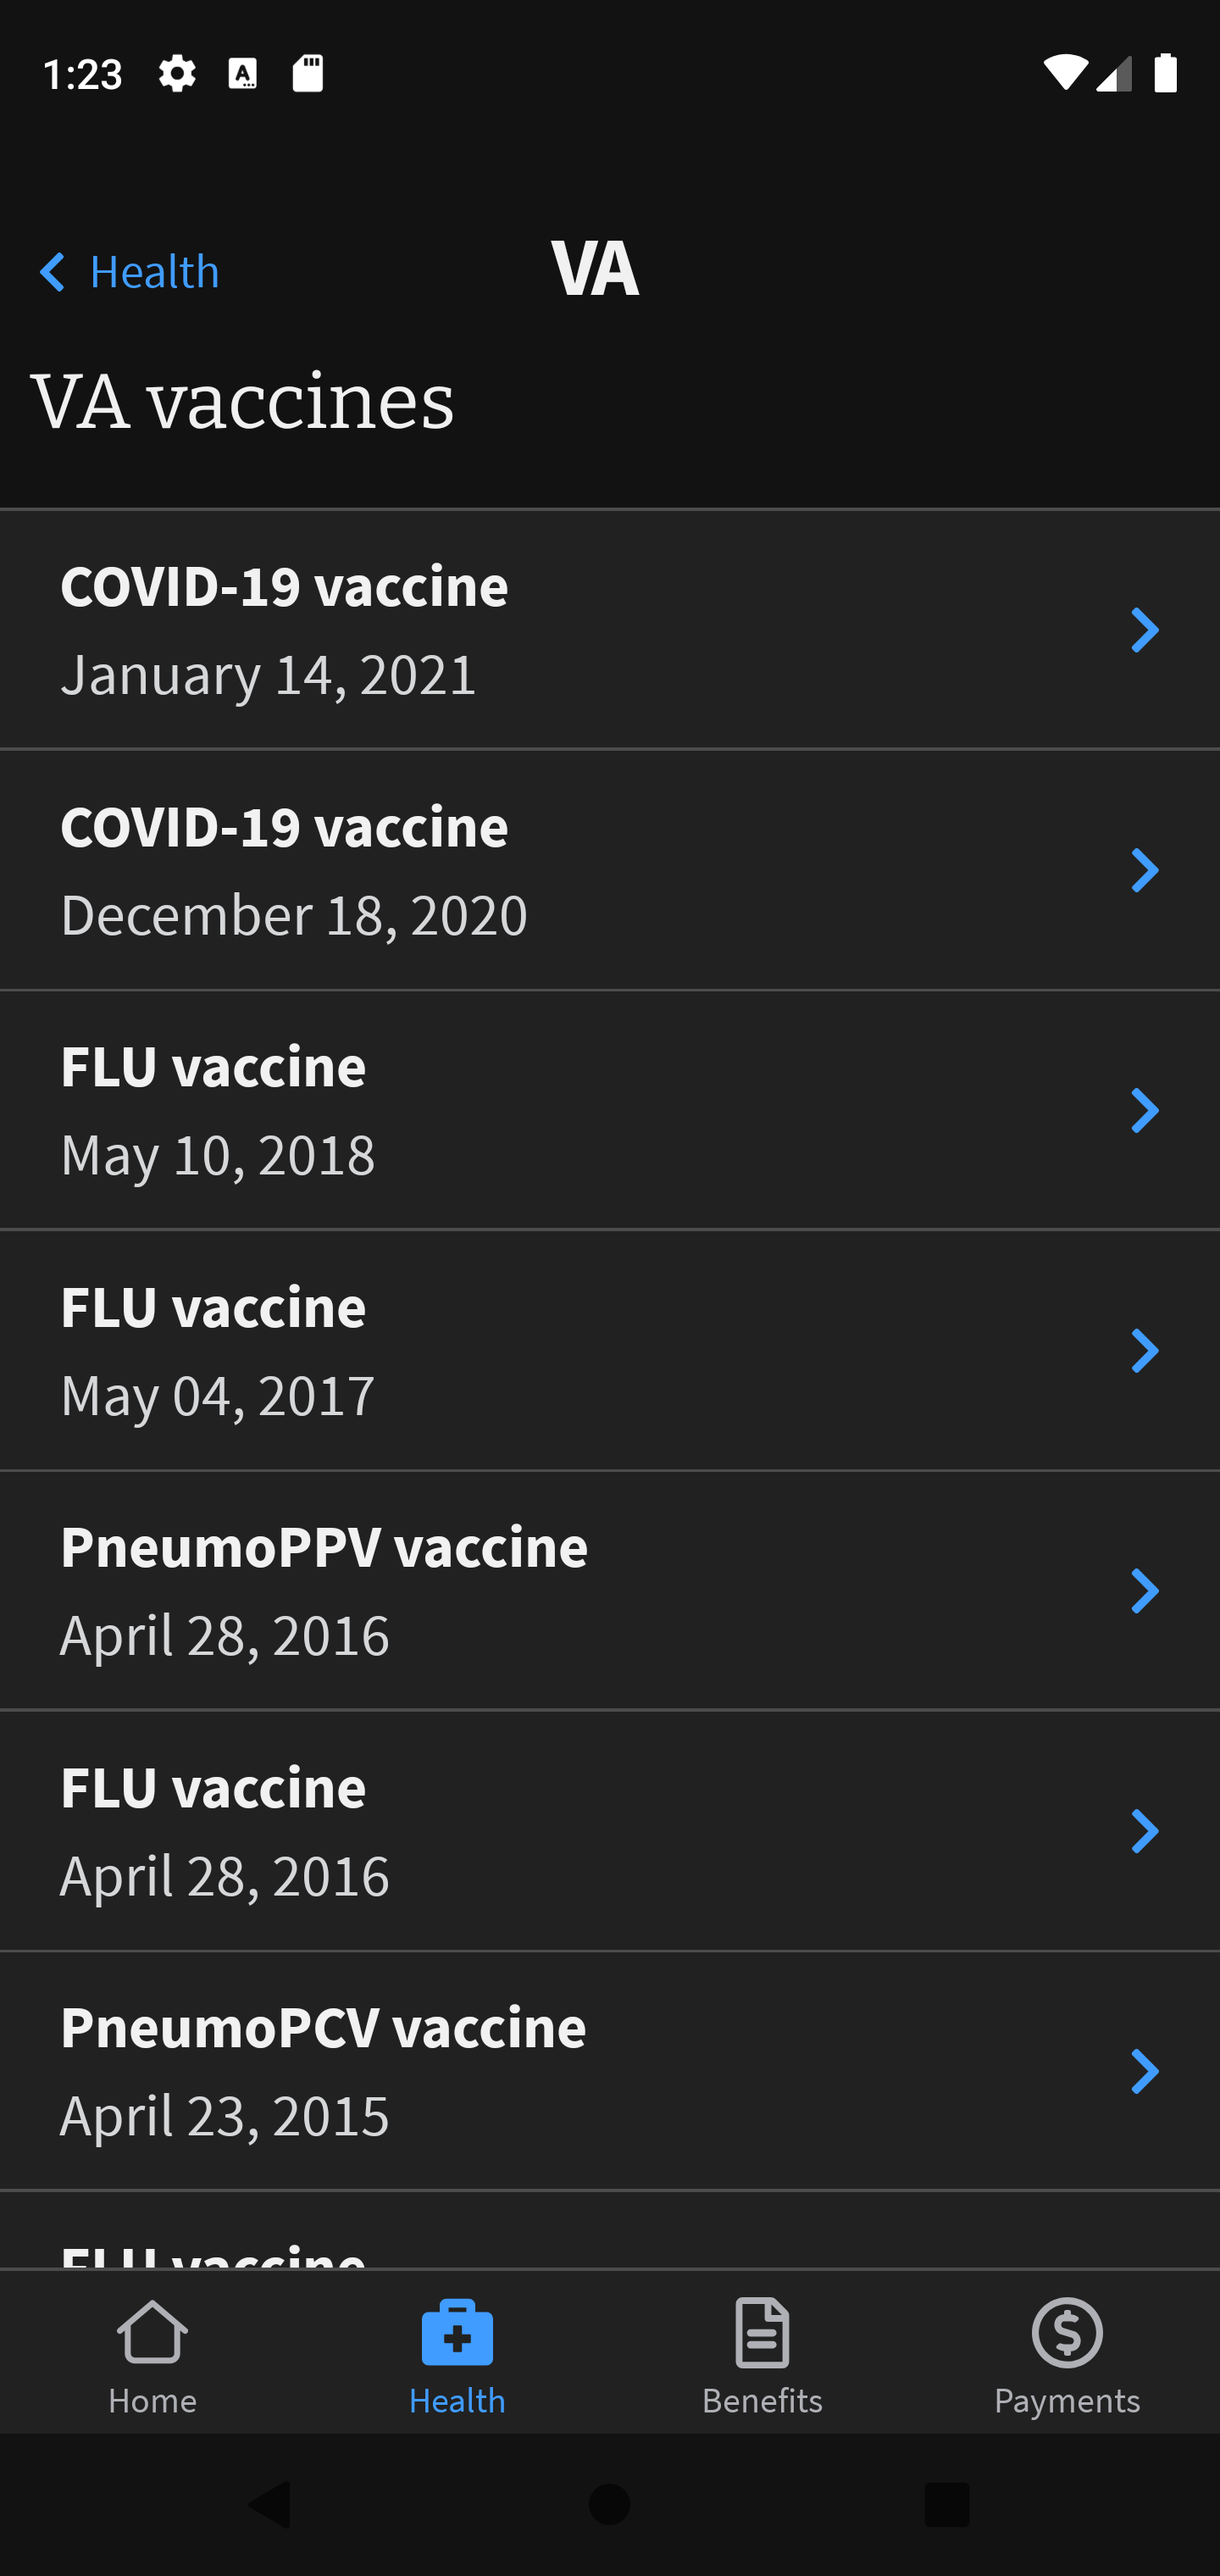 1:23
Health
VA
VA vaccines
COVID-19 vaccine
January 14, 2021
COVID-19 vaccine
December 18, 2020
FLU vaccine
May 10, 2018
FLU vaccine
May 04, 2017
PneumoPPV vaccine
April 28, 2016
FLU vaccine
April 28, 2016
PneumoPCV vaccine
April 23, 2015
FLU vaccine
Home
Health
Benefits
Payments